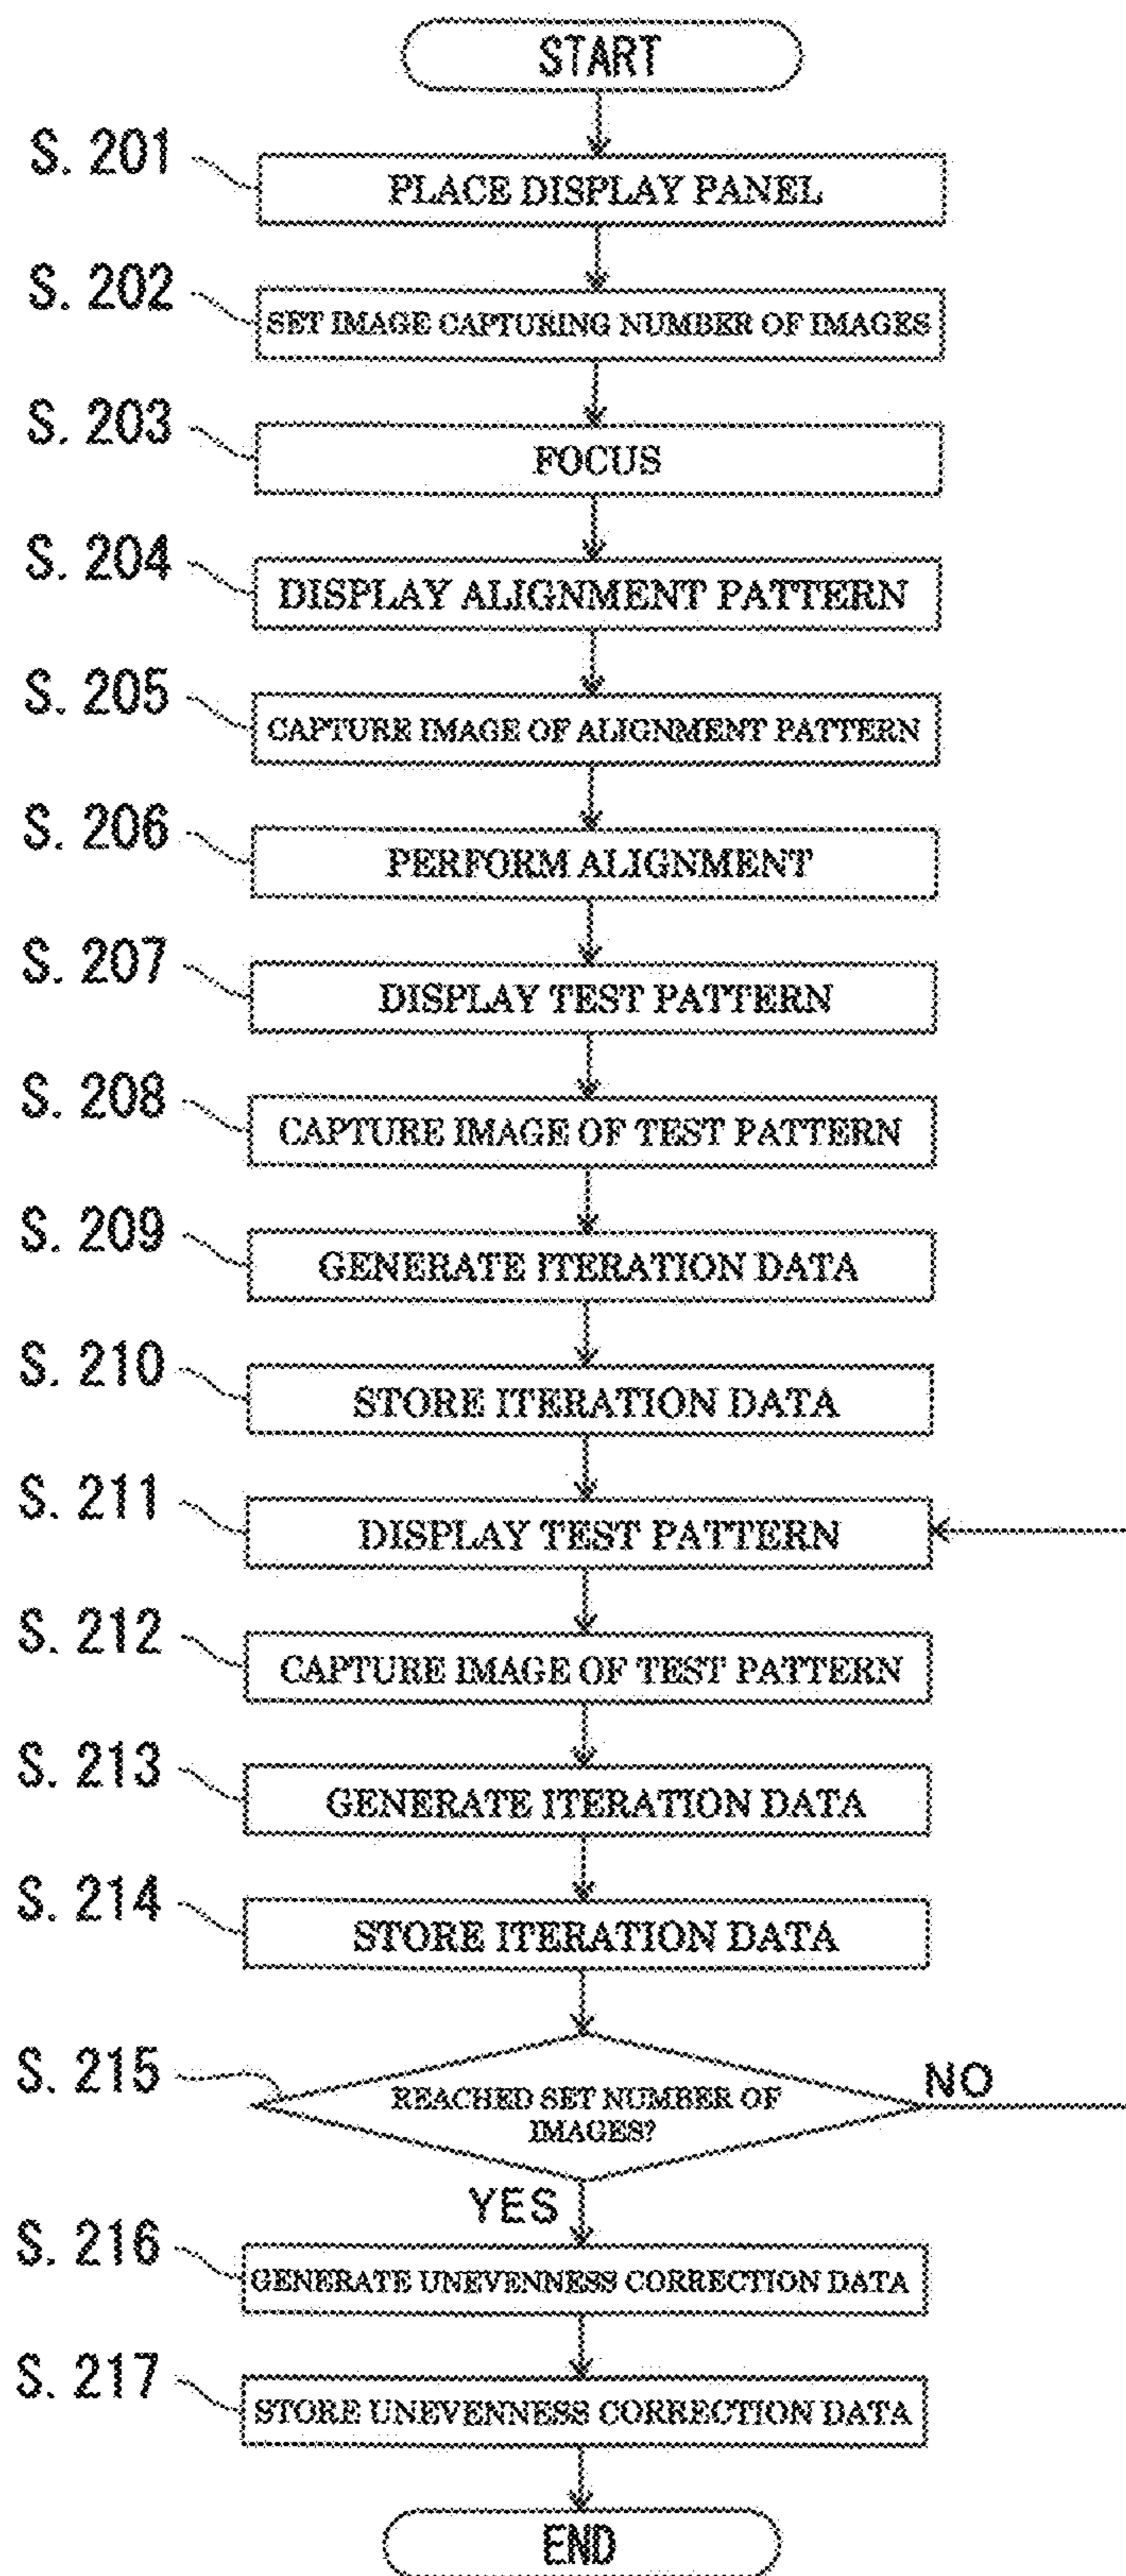 START
S. 201
PLACE DISPLAY PANEL
S. 202
SET IMAGE CAPTURING NUMBER OF IMAGES
S. 203
FOCUS
S. 204
DISPLAY ALIGNMENT PATTERN
S. 205
CAPTURE IMAGE OF ALIGNMENT PATTERN
S. 206
PERFORM ALIGNMENT
S. 207
DISPLAY TEST PATTERN
S. 208
CAPTURE IMAGE OF TEST PATTERN
S. 209
GENERATE ITERATION DATA
S. 210
STORE ITERATION DATA
S. 211
DISPLAY TEST PATTERN
S. 212
CAPTURE IMAGE OF TEST PATTERN
S. 213
GENERATE ITERATION DATA
S. 214
STORE ITERATION DATA
S. 215
REACHED SET NUMBER OF
IMAGES?
NO
YES
S. 216
GENERATE UNEVENNESS CORRECTION DATA
S. 217
STORE UNEVENNESS CORRECTION DATA
END